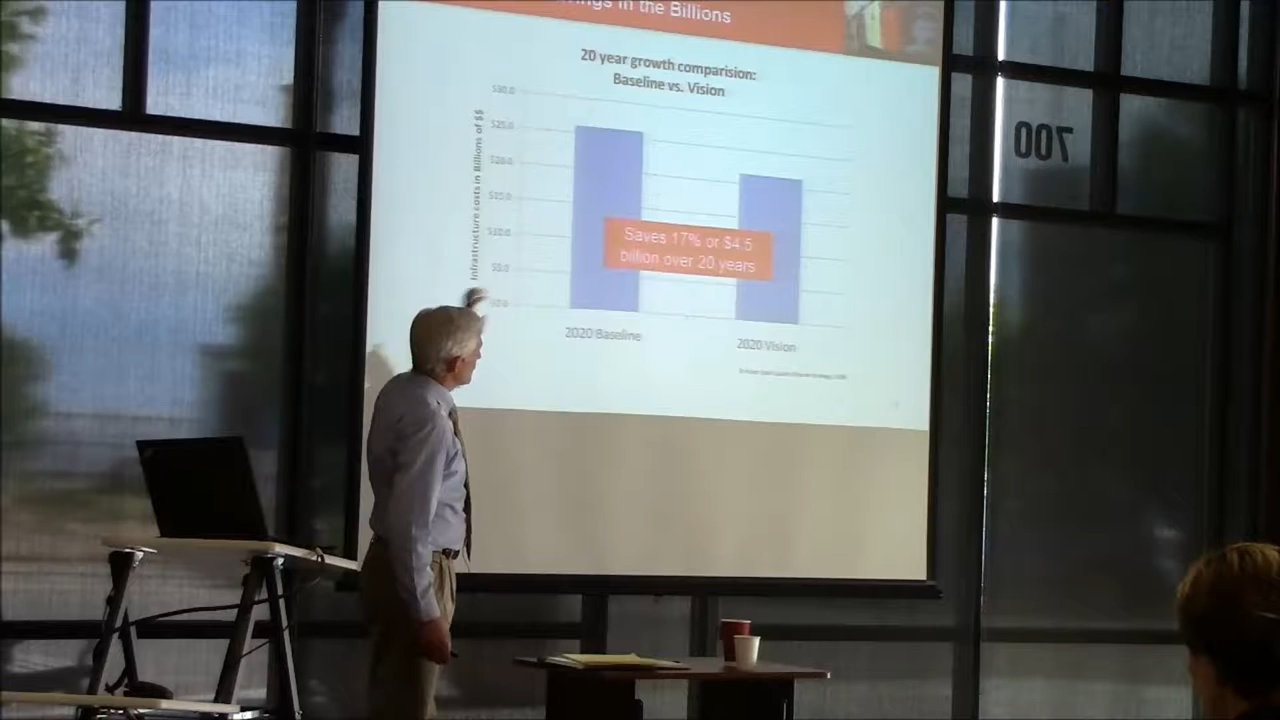 in the Billions
20 year growth comparision:
Baseline vs. Vision
$30.0
$25.0
$20.0
$15.0
$10.0
$5.0
$0.0
Infrastructure costs in Billions of $$
Saves 17% or $4.5
billion over 20 years
2020 Baseline
2020 Vision
700